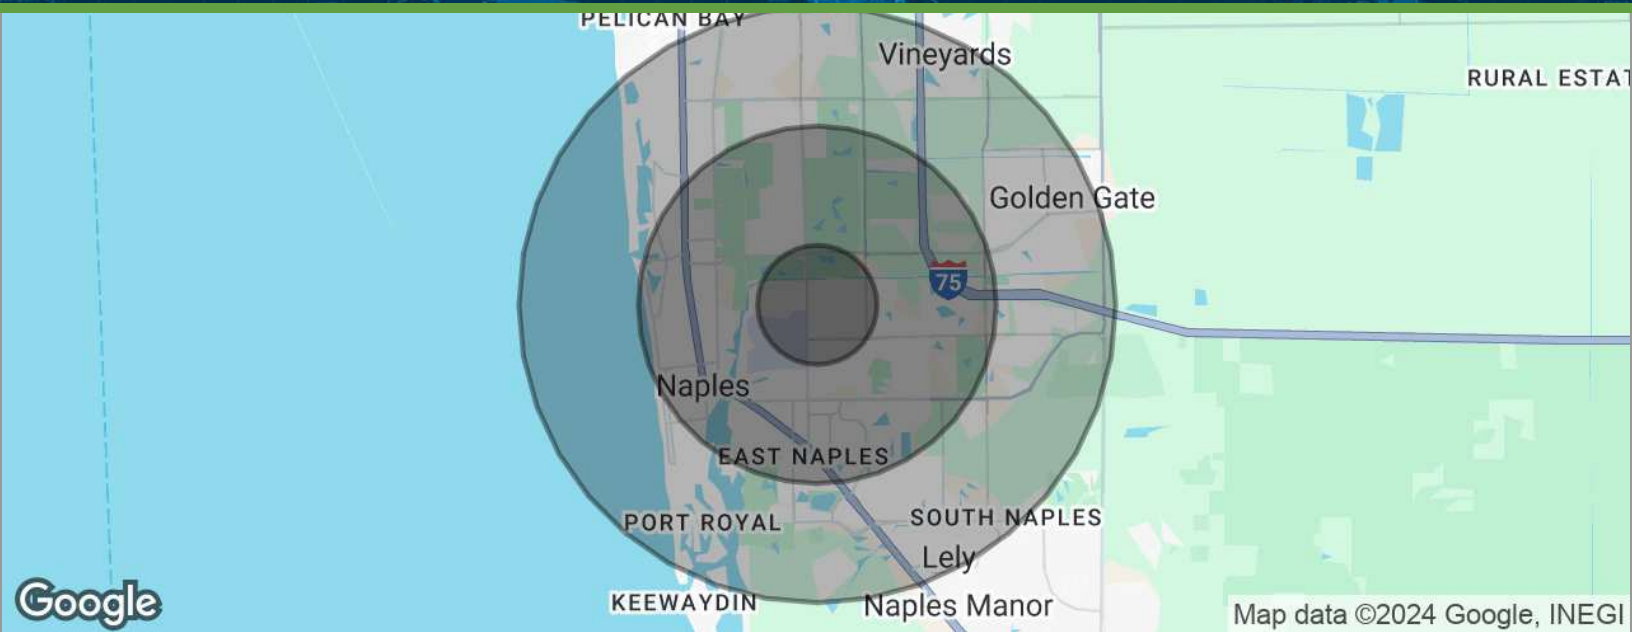 PELICAN BAY
Vineyards
RURAL ESTAT
Golden Gate
75
Naples
EAST NAPLES
PORT ROYAL
SOUTH NAPLES
Lely
KEEWAYDIN
Naples Manor
Google
Map data ©2024 Google, INEGI